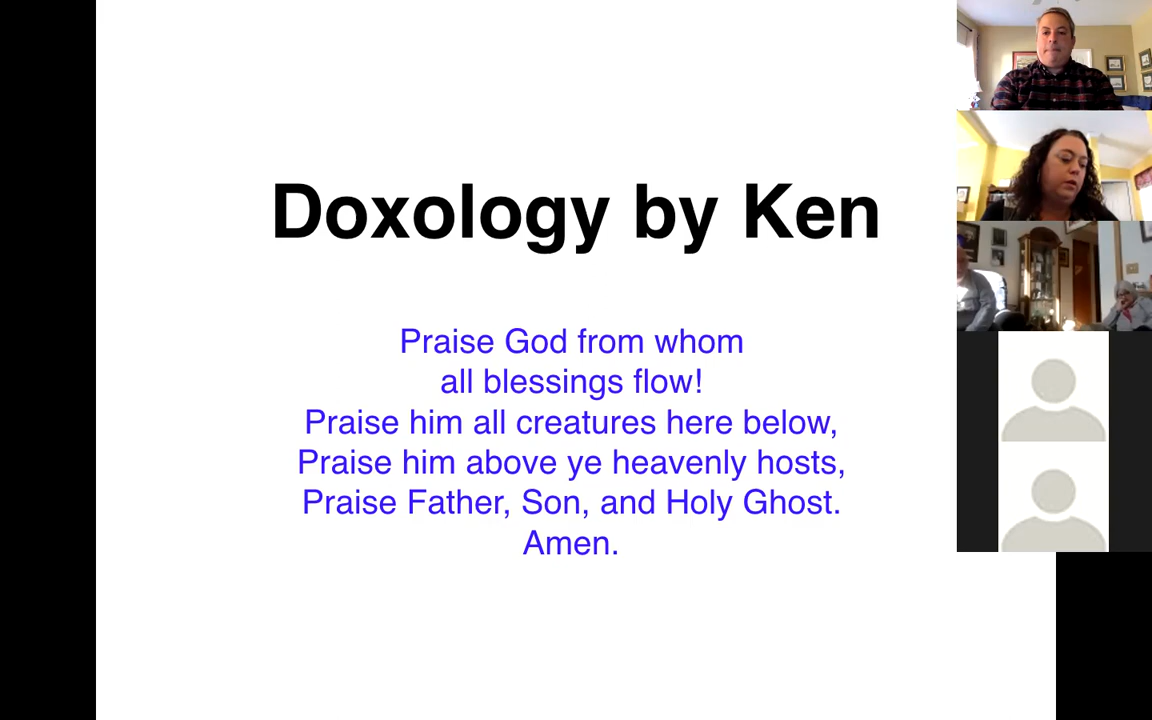 Doxology by Ken
Praise God from whom
all blessings flow!
Praise him all creatures here below,
Praise him above ye heavenly hosts,
Praise Father, Son, and Holy Ghost.
Amen.